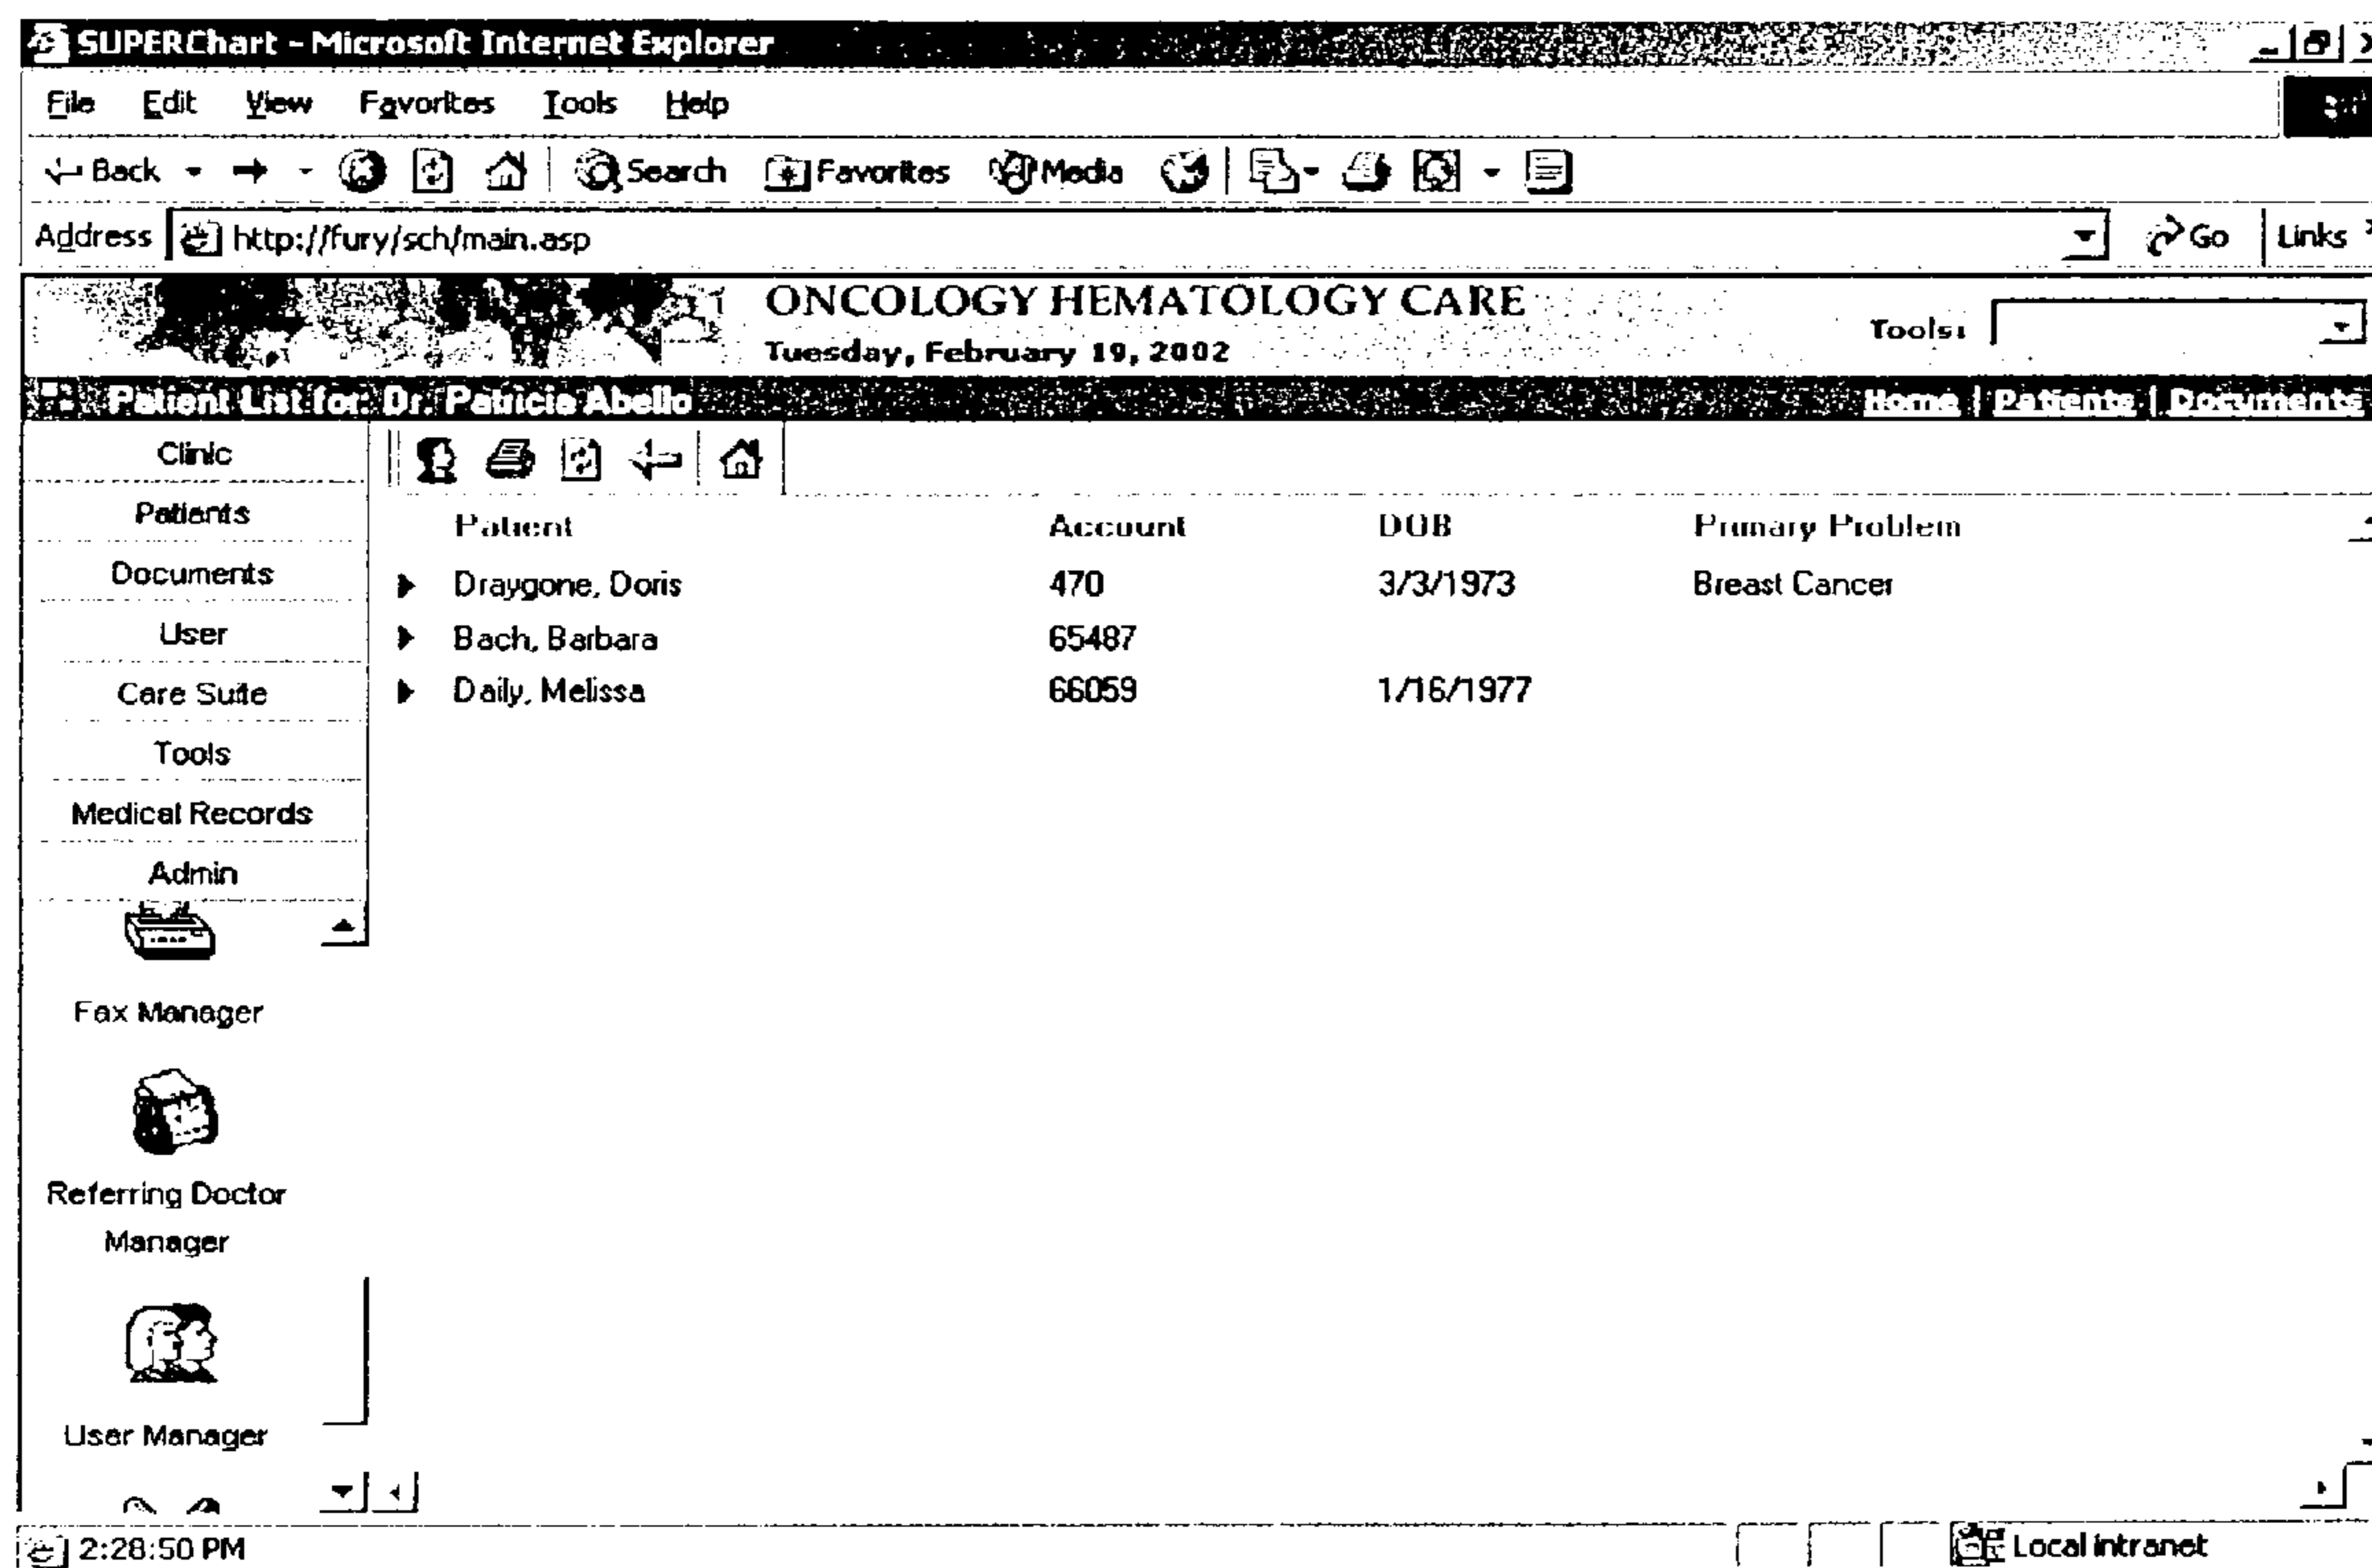 SUPERChart - Microsoft Internet Explorer
File Edit View Favorites Tools Help
Back Search Favorites Media
Address http://fury/sch/main.asp Go Links
ONCOLOGY HEMATOLOGY CARE
Tuesday, February 19, 2002 Tools:
Patient List for: Dr. Patricia Abello Home | Patients | Documents
Clinic
Patients
Documents
User
Care Suite
Tools
Medical Records
Admin
Fax Manager
Referring Doctor
Manager
User Manager
Patient Account DOB Primary Problem
Draygone, Doris 470 3/3/1973 Breast Cancer
Bach, Barbara 65487
Daily, Melissa 66059 1/16/1977
2:28:50 PM Local intranet